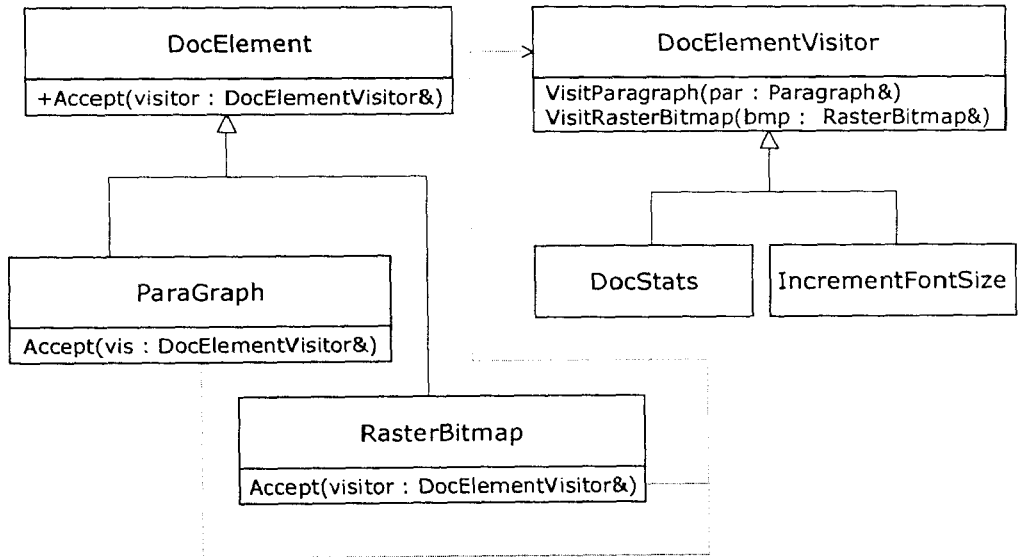 DocElement
+Accept(visitor : DocElementVisitor&)
DocElementVisitor
VisitParagraph(par : Paragraph&)
VisitRasterBitmap(bmp : RasterBitmap&)
ParaGraph
Accept(vis : DocElementVisitor&)
DocStats
IncrementFontSize
RasterBitmap
Accept(visitor : DocElementVisitor&)